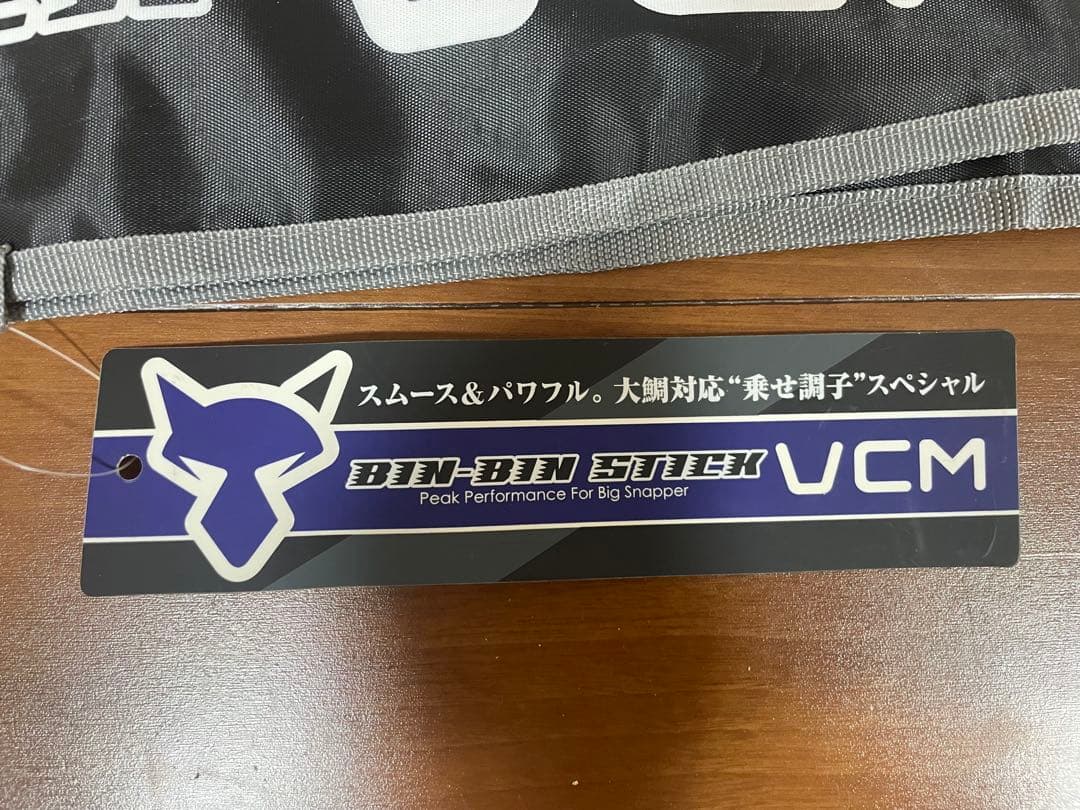 スムース&パワフル。大鯛対応“乗せ調子”スペシャル
BIN-BIN STICK VCM
Peak Performance For Big Snapper